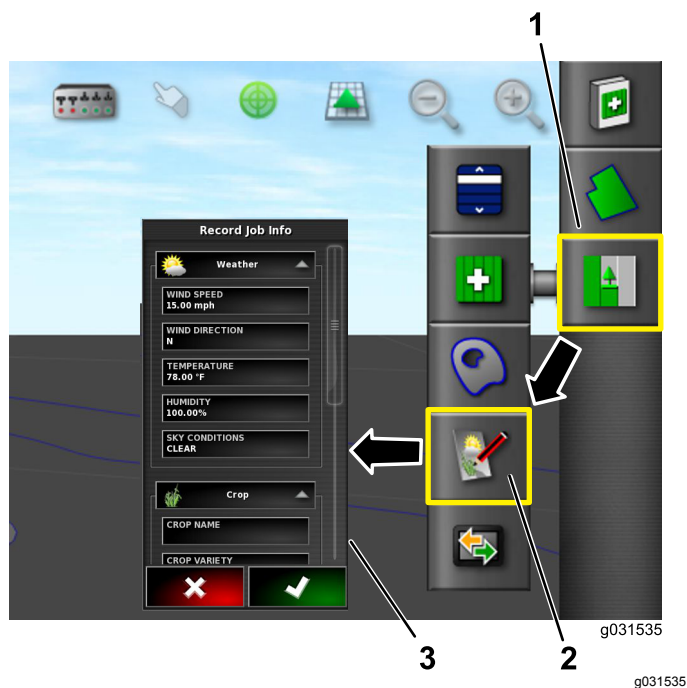 1
Record Job Info
Weather
WIND SPEED
15.00 mph
WIND DIRECTION
N
TEMPERATURE
78.00 °F
HUMIDITY
100.00%
SKY CONDITIONS
CLEAR
Crop
CROP NAME
CROP VARIETY
g031535
3
2
g031535